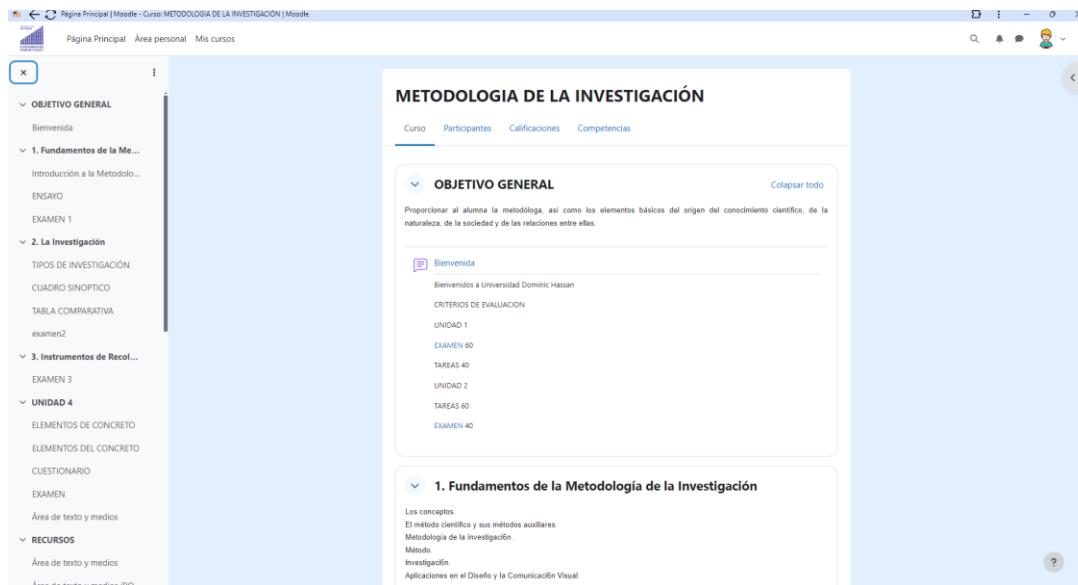 Página Principal | Moodle - Curso: METODOLOGIA DE LA INVESTIGACIÓN | Moodle
Página Principal Área personal Mis cursos
OBJETIVO GENERAL
Bienvenida
1. Fundamentos de la Me...
Introducción a la Metodolo...
ENSAYO
EXAMEN 1
2. La Investigación
TIPOS DE INVESTIGACIÓN
CUADRO SINOPTICO
TABLA COMPARATIVA
examen2
3. Instrumentos de Recol...
EXAMEN 3
UNIDAD 4
ELEMENTOS DE CONCRETO
ELEMENTOS DEL CONCRETO
CUESTIONARIO
EXAMEN
Área de texto y medios
RECURSOS
Área de texto y medios
METODOLOGIA DE LA INVESTIGACIÓN
Curso Participantes Calificaciones Competencias
OBJETIVO GENERAL Colapsar todo
Proporcionar al alumna la metodóloga, así como los elementos básicos del origen del conocimiento científico, de la
naturaleza, de la sociedad y de las relaciones entre ellas.
Bienvenida
Bienvenidos a Universidad Dominic Hassan
CRITERIOS DE EVALUACION
UNIDAD 1
EXAMEN 60
TAREAS 40
UNIDAD 2
TAREAS 60
EXAMEN 40
1. Fundamentos de la Metodología de la Investigación
Los conceptos.
El método científico y sus métodos auxiliares.
Metodología de la investigación .
Método.
Investigación.
Aplicaciones en el Diseño y la Comunicación Visual.
?